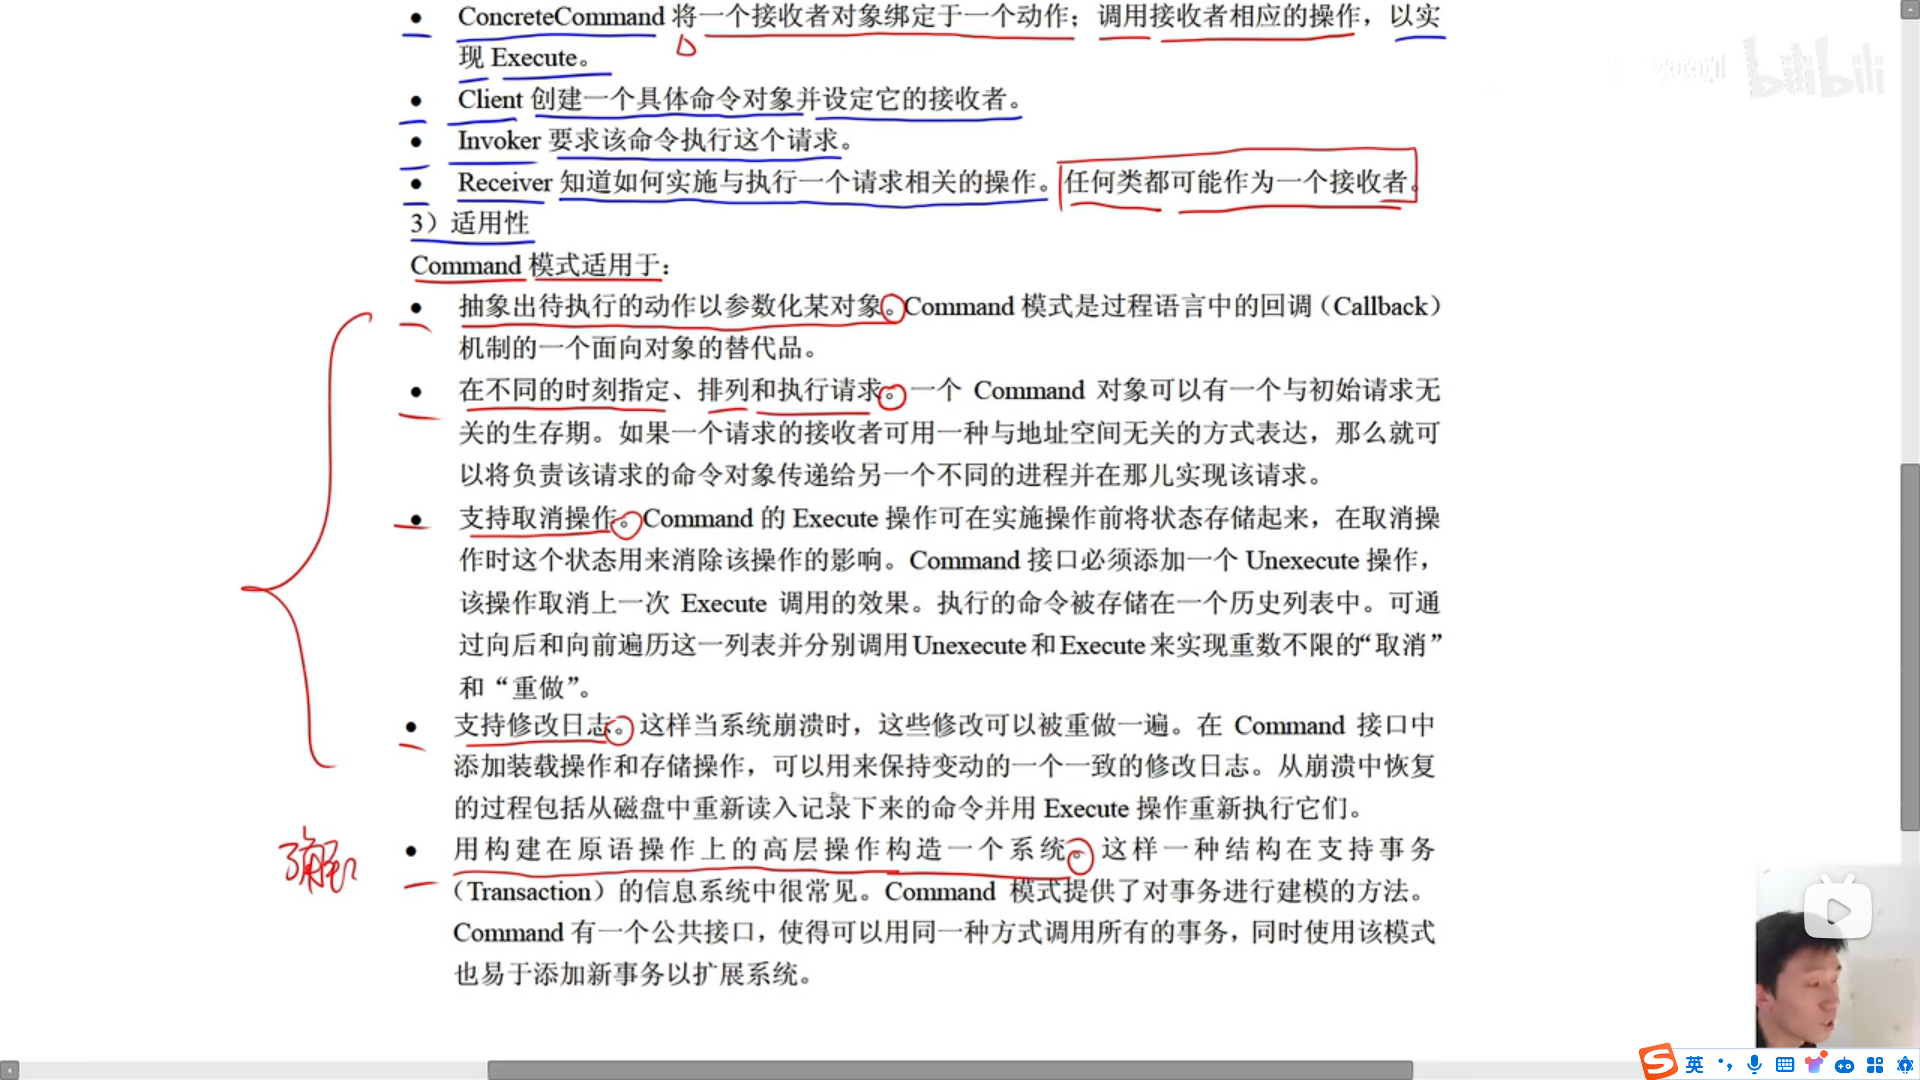 ● ConcreteCommand 将一个接收者对象绑定于一个动作；调用接收者相应的操作，以实
现 Execute。
● Client 创建一个具体命令对象并设定它的接收者。
● Invoker 要求该命令执行这个请求。
● Receiver 知道如何实施与执行一个请求相关的操作。任何类都可能作为一个接收者。
3）适用性
Command 模式适用于：
● 抽象出待执行的动作以参数化某对象。Command 模式是过程语言中的回调（Callback）
机制的一个面向对象的替代品。
● 在不同的时刻指定、排列和执行请求。一个 Command 对象可以有一个与初始请求无
关的生存期。如果一个请求的接收者可用一种与地址空间无关的方式表达，那么就可
以将负责该请求的命令对象传递给另一个不同的进程并在那儿实现该请求。
● 支持取消操作。Command 的 Execute 操作可在实施操作前将状态存储起来，在取消操
作时这个状态用来消除该操作的影响。Command 接口必须添加一个 Unexecute 操作，
该操作取消上一次 Execute 调用的效果。执行的命令被存储在一个历史列表中。可通
过向后和向前遍历这一列表并分别调用 Unexecute 和 Execute 来实现重数不限的“取消”
和“重做”。
● 支持修改日志。这样当系统崩溃时，这些修改可以被重做一遍。在 Command 接口中
添加装载操作和存储操作，可以用来保持变动的一个一致的修改日志。从崩溃中恢复
的过程包括从磁盘中重新读入记录下来的命令并用 Execute 操作重新执行它们。
了解
● 用构建在原语操作上的高层操作构造一个系统。这样一种结构在支持事务
（Transaction）的信息系统中很常见。Command 模式提供了对事务进行建模的方法。
Command 有一个公共接口，使得可以用同一种方式调用所有的事务，同时使用该模式
也易于添加新事务以扩展系统。
bilibili
英